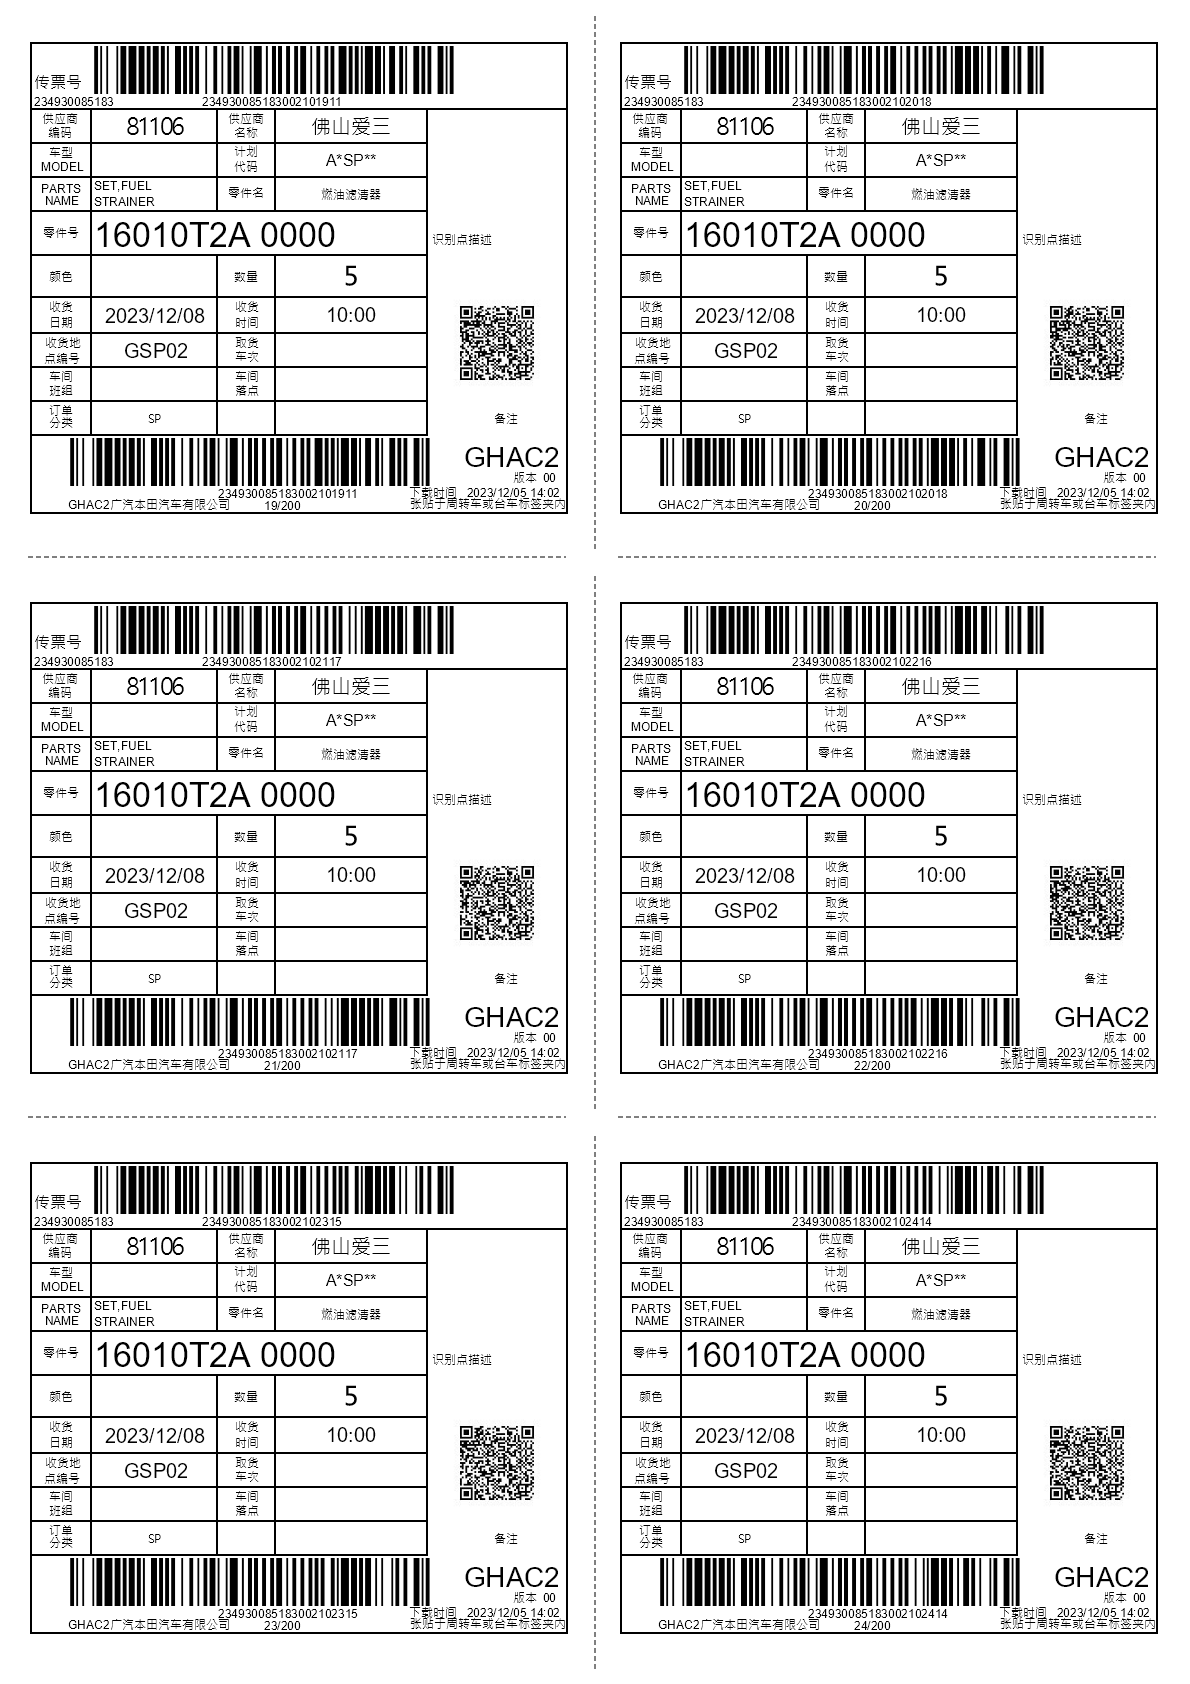 传票号
234930085183 234930085183002101911
供应商编码 81106 供应商名称 佛山爱三
车型MODEL 计划代码 A*SP**
PARTS NAME SET,FUEL STRAINER 零件名 燃油滤清器
零件号 16010T2A 0000 识别点描述
颜色 数量 5
收货日期 2023/12/08 收货时间 10:00
收货地点编号 GSP02 取货车次
车间班组 车间落点
订单分类 SP 备注
GHAC2
版本 00
234930085183002101911 下载时间 2023/12/05 14:02
GHAC2广汽本田汽车有限公司 19/200 张贴于周转车或台车标签夹内
传票号
234930085183 234930085183002102018
供应商编码 81106 供应商名称 佛山爱三
车型MODEL 计划代码 A*SP**
PARTS NAME SET,FUEL STRAINER 零件名 燃油滤清器
零件号 16010T2A 0000 识别点描述
颜色 数量 5
收货日期 2023/12/08 收货时间 10:00
收货地点编号 GSP02 取货车次
车间班组 车间落点
订单分类 SP 备注
GHAC2
版本 00
234930085183002102018 下载时间 2023/12/05 14:02
GHAC2广汽本田汽车有限公司 20/200 张贴于周转车或台车标签夹内
传票号
234930085183 234930085183002102117
供应商编码 81106 供应商名称 佛山爱三
车型MODEL 计划代码 A*SP**
PARTS NAME SET,FUEL STRAINER 零件名 燃油滤清器
零件号 16010T2A 0000 识别点描述
颜色 数量 5
收货日期 2023/12/08 收货时间 10:00
收货地点编号 GSP02 取货车次
车间班组 车间落点
订单分类 SP 备注
GHAC2
版本 00
234930085183002102117 下载时间 2023/12/05 14:02
GHAC2广汽本田汽车有限公司 21/200 张贴于周转车或台车标签夹内
传票号
234930085183 234930085183002102216
供应商编码 81106 供应商名称 佛山爱三
车型MODEL 计划代码 A*SP**
PARTS NAME SET,FUEL STRAINER 零件名 燃油滤清器
零件号 16010T2A 0000 识别点描述
颜色 数量 5
收货日期 2023/12/08 收货时间 10:00
收货地点编号 GSP02 取货车次
车间班组 车间落点
订单分类 SP 备注
GHAC2
版本 00
234930085183002102216 下载时间 2023/12/05 14:02
GHAC2广汽本田汽车有限公司 22/200 张贴于周转车或台车标签夹内
传票号
234930085183 234930085183002102315
供应商编码 81106 供应商名称 佛山爱三
车型MODEL 计划代码 A*SP**
PARTS NAME SET,FUEL STRAINER 零件名 燃油滤清器
零件号 16010T2A 0000 识别点描述
颜色 数量 5
收货日期 2023/12/08 收货时间 10:00
收货地点编号 GSP02 取货车次
车间班组 车间落点
订单分类 SP 备注
GHAC2
版本 00
234930085183002102315 下载时间 2023/12/05 14:02
GHAC2广汽本田汽车有限公司 23/200 张贴于周转车或台车标签夹内
传票号
234930085183 234930085183002102414
供应商编码 81106 供应商名称 佛山爱三
车型MODEL 计划代码 A*SP**
PARTS NAME SET,FUEL STRAINER 零件名 燃油滤清器
零件号 16010T2A 0000 识别点描述
颜色 数量 5
收货日期 2023/12/08 收货时间 10:00
收货地点编号 GSP02 取货车次
车间班组 车间落点
订单分类 SP 备注
GHAC2
版本 00
234930085183002102414 下载时间 2023/12/05 14:02
GHAC2广汽本田汽车有限公司 24/200 张贴于周转车或台车标签夹内